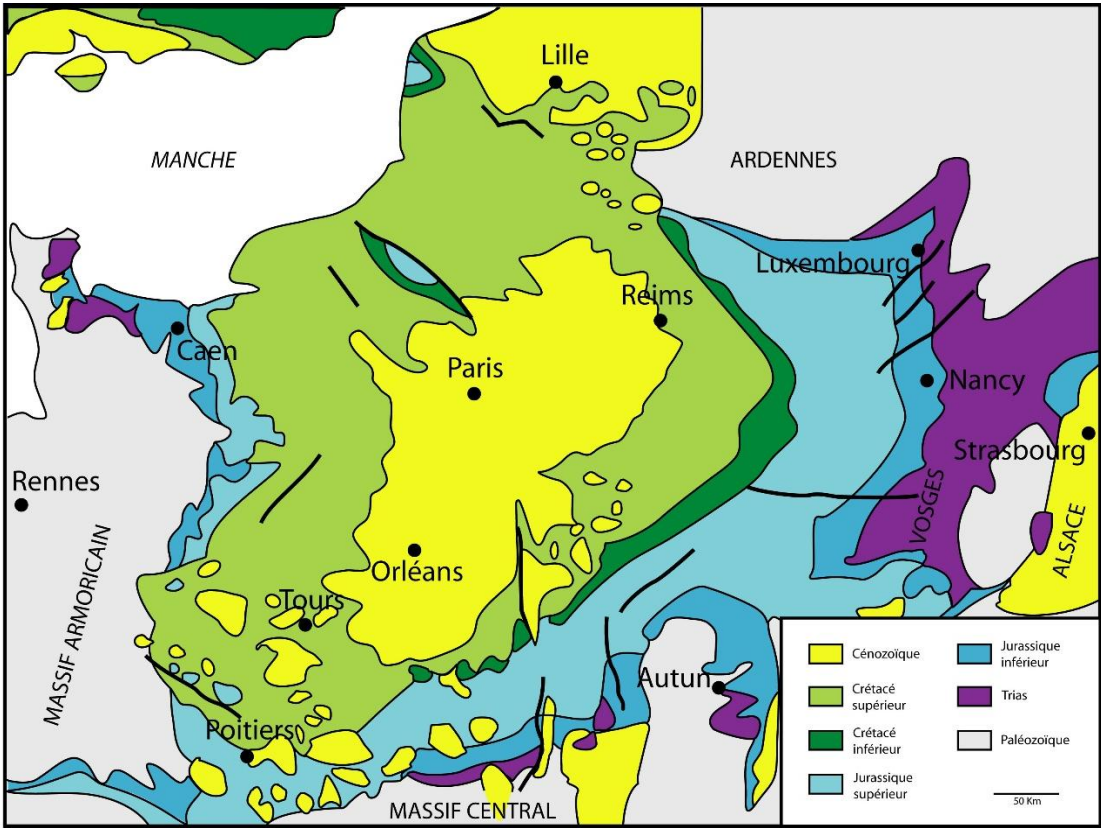 Lille
MANCHE
ARDENNES
Luxembourg
Reims
Caen
Paris
Nancy
Strasbourg
Rennes
VOSGES
ALSACE
MASSIF ARMORICAIN
Orléans
Tours
Autun
Poitiers
MASSIF CENTRAL
Cénozoïque
Crétacé
supérieur
Crétacé
inférieur
Jurassique
supérieur
Jurassique
inférieur
Trias
Paléozoïque
50 Km